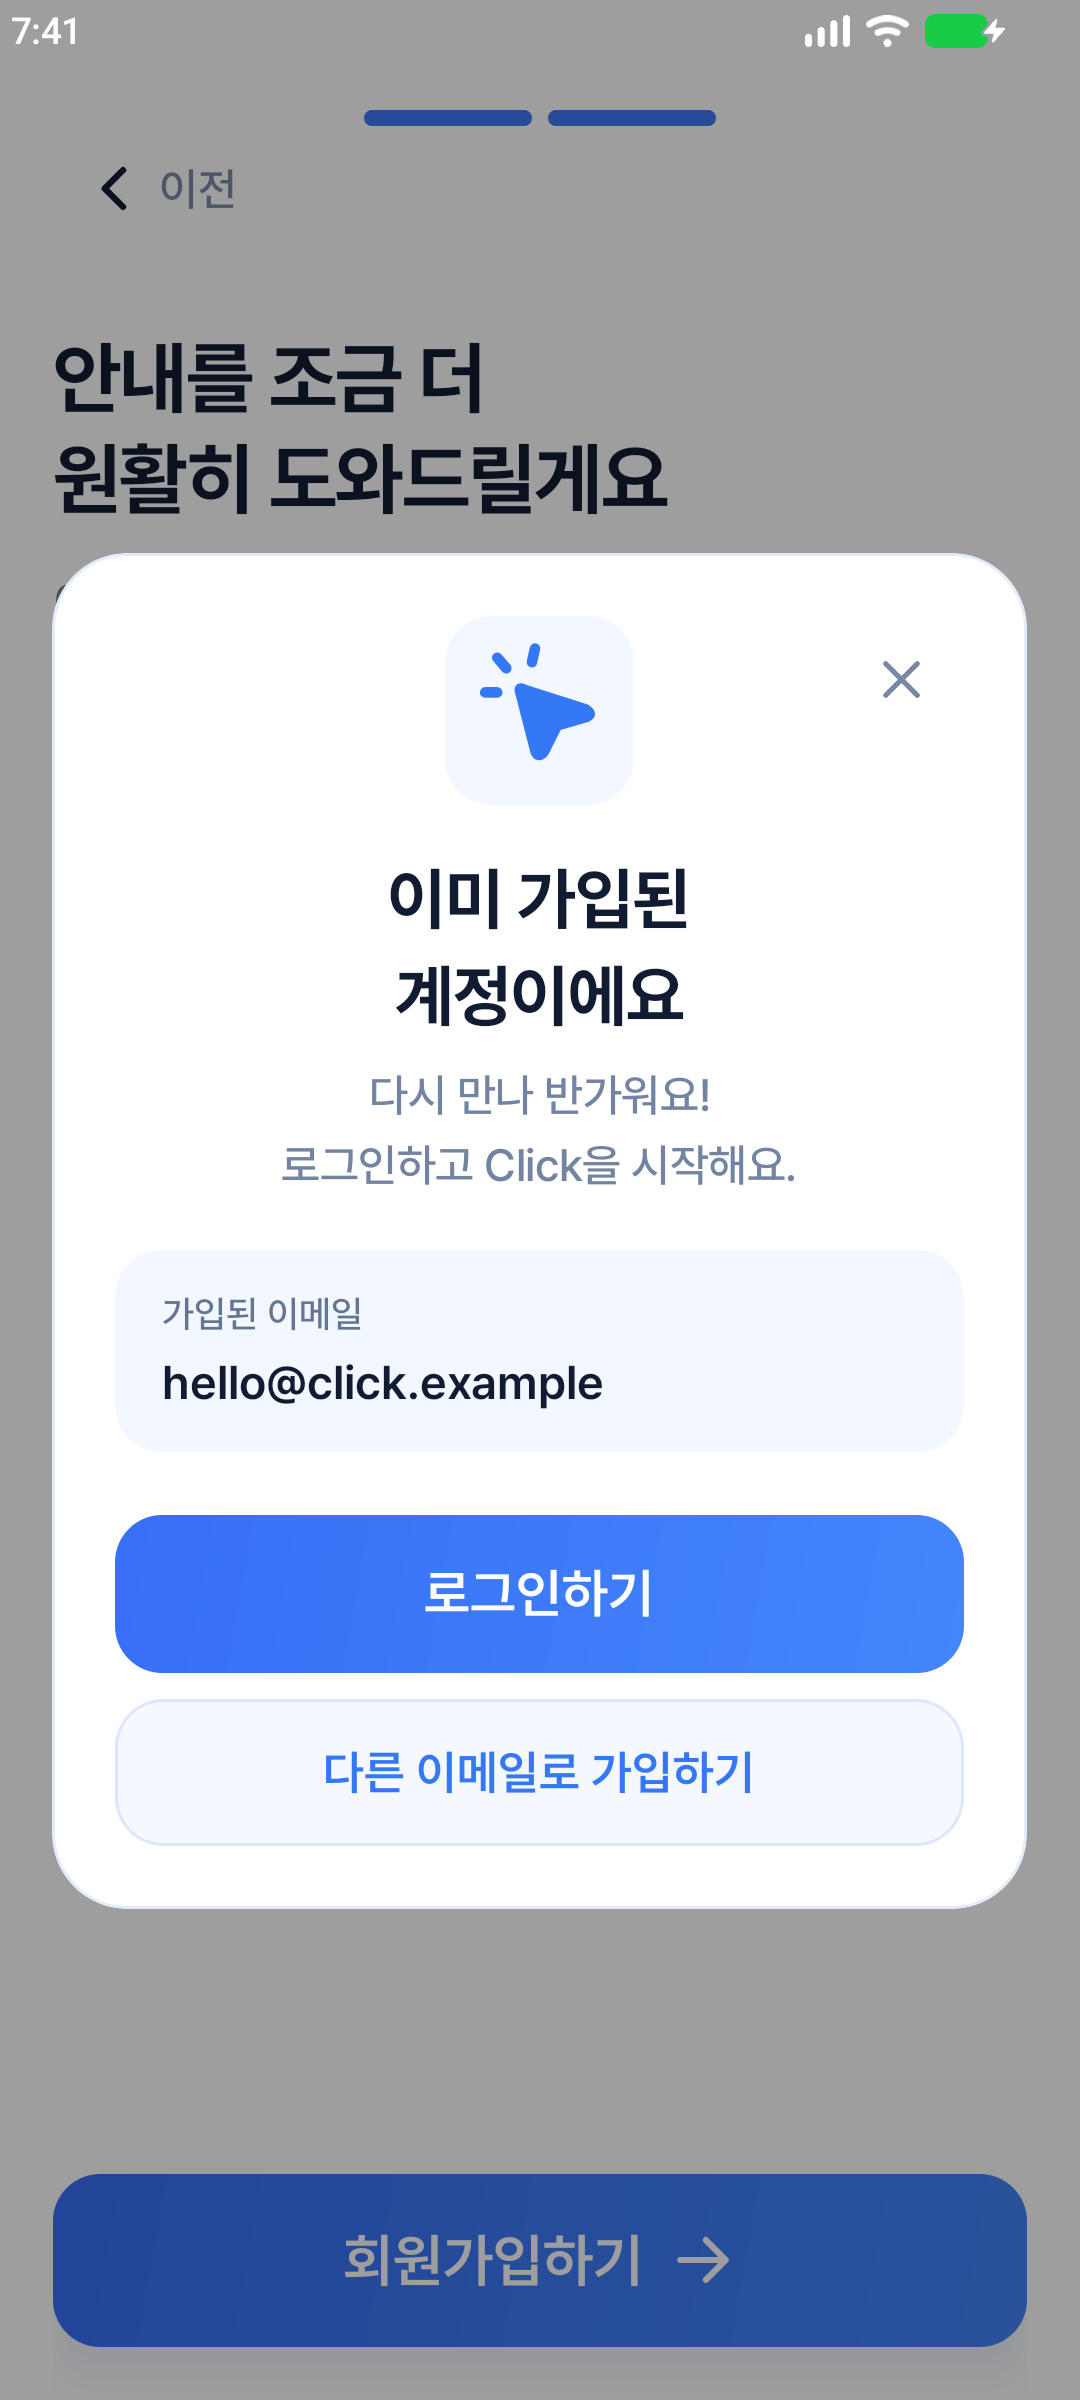 7:41
이전
안내를 조금 더
원활히 도와드릴게요
이미 가입된
계정이에요
다시 만나 반가워요!
로그인하고 Click을 시작해요.
가입된 이메일
hello@click.example
로그인하기
다른 이메일로 가입하기
회원가입하기